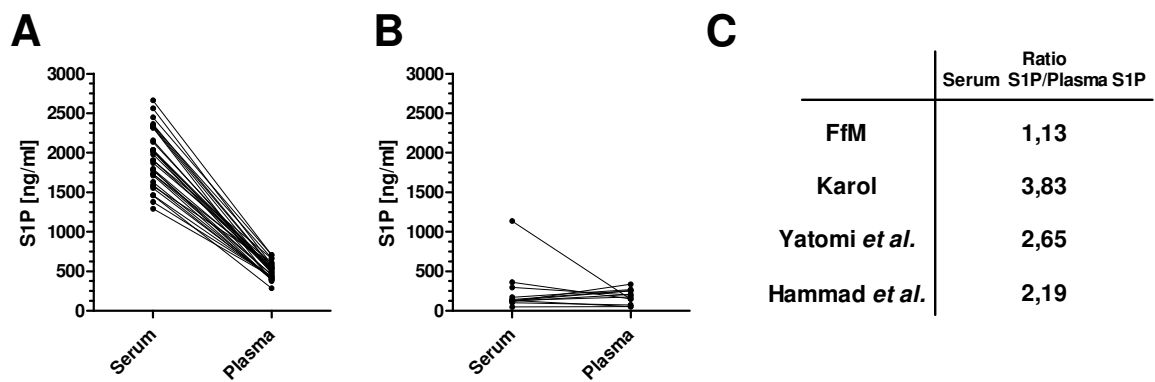 A
S1P [ng/ml]
3000
2500
2000
1500
1000
500
0
Serum
Plasma
B
S1P [ng/ml]
3000
2500
2000
1500
1000
500
0
Serum
Plasma
C
Ratio
Serum S1P/Plasma S1P
FfM 1,13
Karol 3,83
Yatomi et al. 2,65
Hammad et al. 2,19